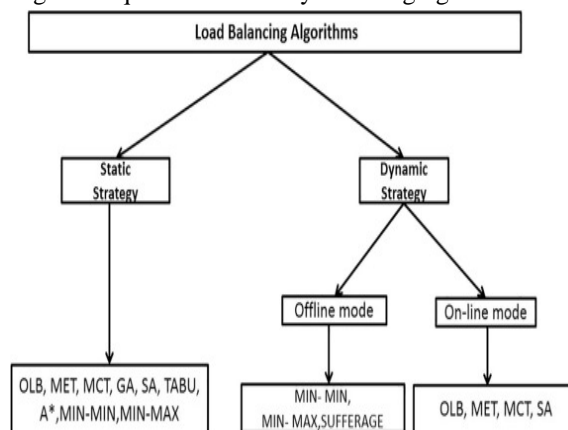 Load Balancing Algorithms
Static
Strategy
Dynamic
Strategy
Offline mode
On-line mode
OLB, MET, MCT, GA, SA, TABU,
A*,MIN-MIN,MIN-MAX
MIN- MIN,
MIN- MAX,SUFFERAGE
OLB, MET, MCT, SA